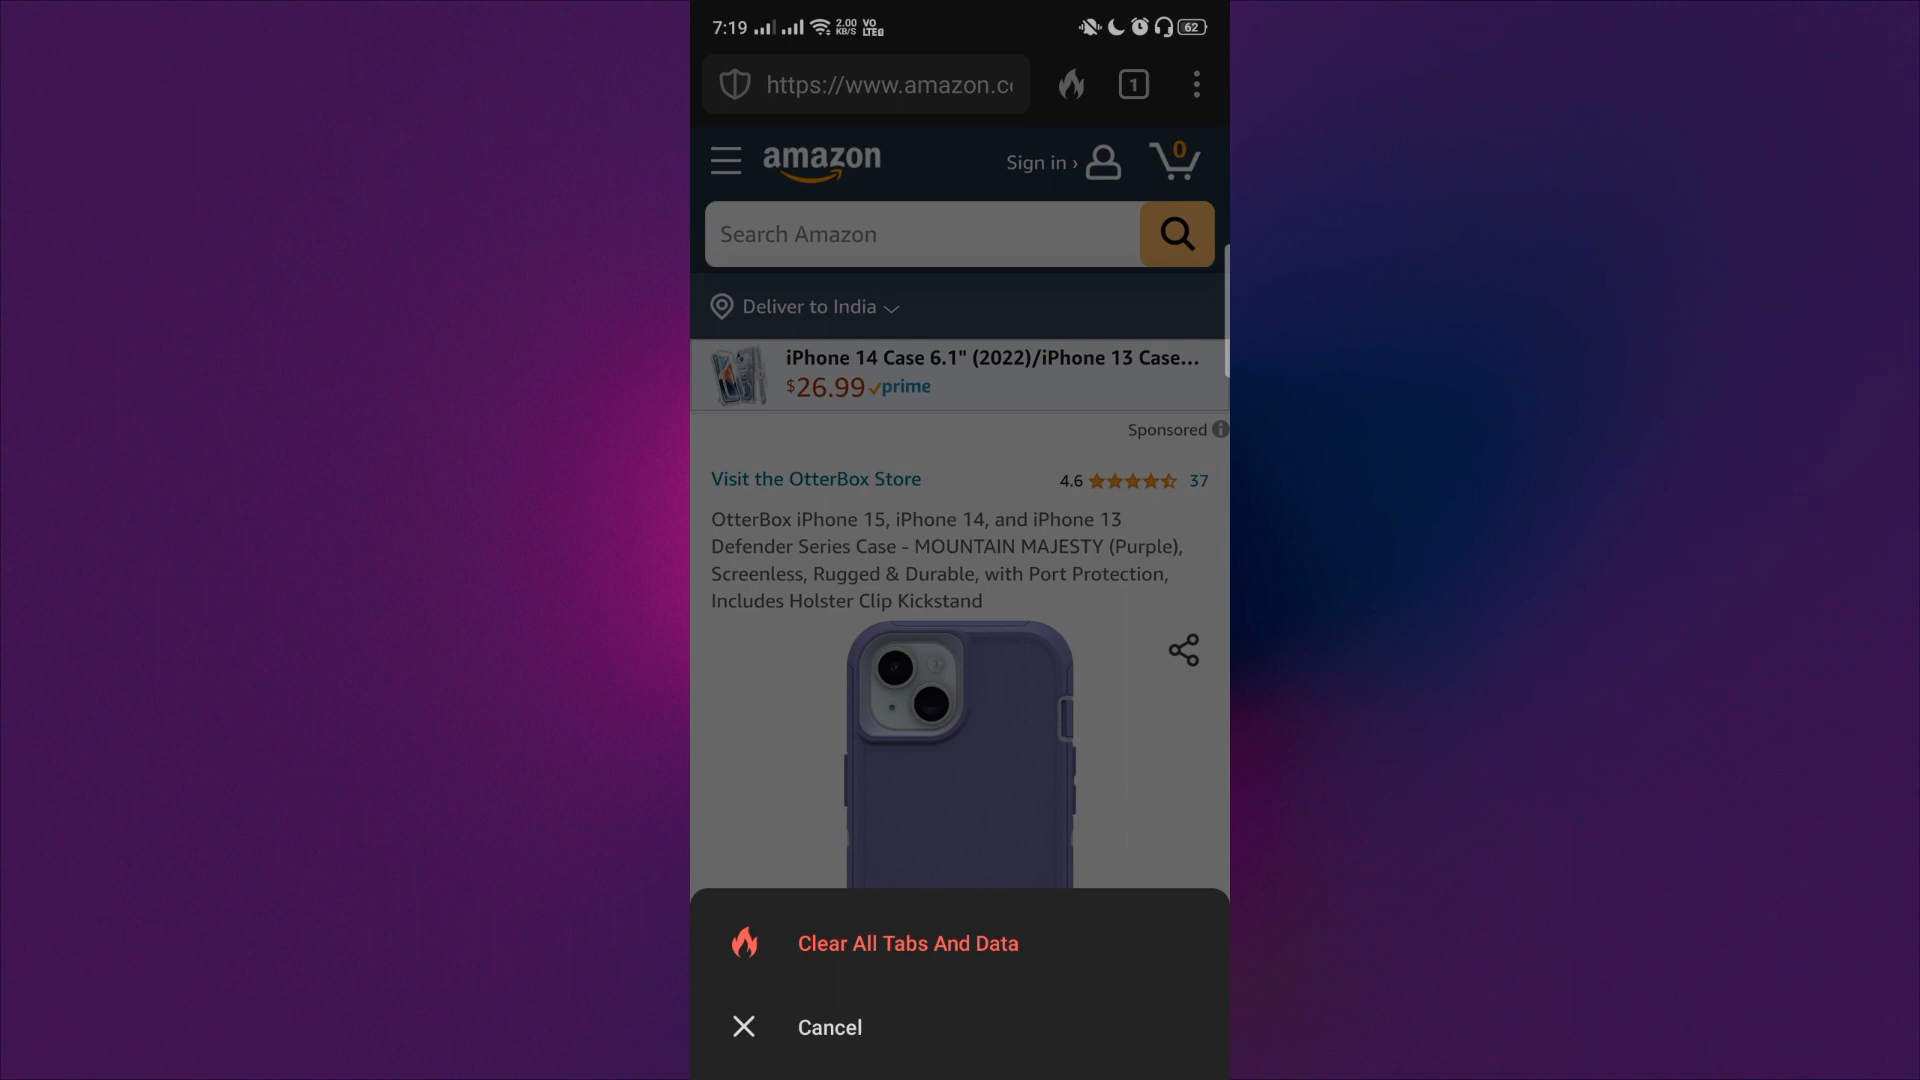 7:19 2.00 KB/S VO LTE 62
https://www.amazon.c
1
amazon Sign in › 0
Search Amazon
Deliver to India
iPhone 14 Case 6.1" (2022)/iPhone 13 Case...
$26.99 prime
Sponsored
Visit the OtterBox Store 4.6 37
OtterBox iPhone 15, iPhone 14, and iPhone 13
Defender Series Case - MOUNTAIN MAJESTY (Purple),
Screenless, Rugged & Durable, with Port Protection,
Includes Holster Clip Kickstand
Clear All Tabs And Data
Cancel